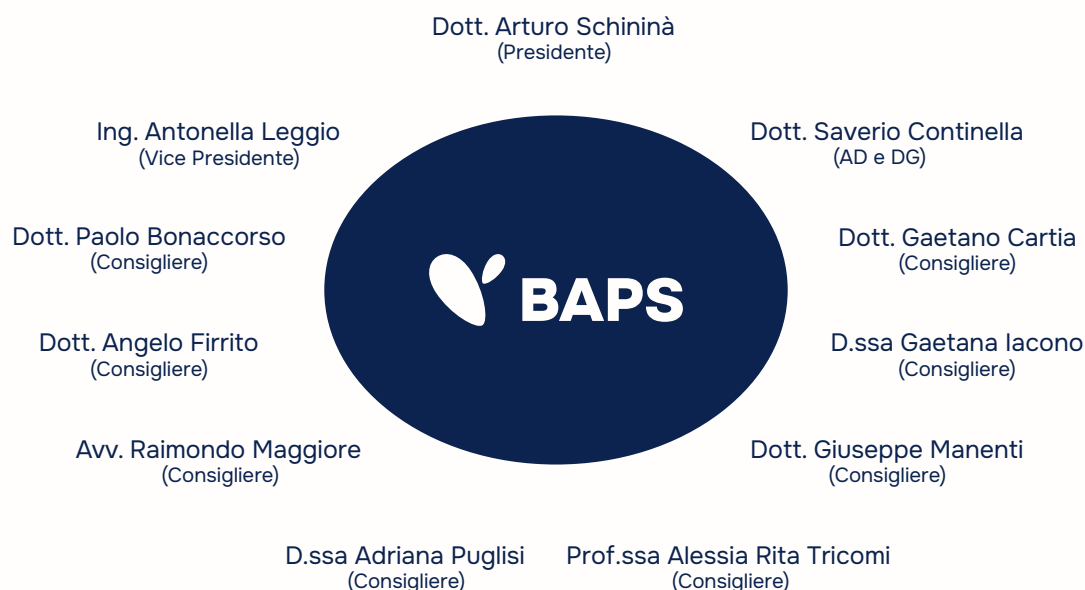 Dott. Arturo Schininà
(Presidente)
Ing. Antonella Leggio
(Vice Presidente)
Dott. Saverio Continella
(AD e DG)
Dott. Paolo Bonaccorso
(Consigliere)
Dott. Gaetano Cartia
(Consigliere)
BAPS
Dott. Angelo Firrito
(Consigliere)
D.ssa Gaetana Iacono
(Consigliere)
Avv. Raimondo Maggiore
(Consigliere)
Dott. Giuseppe Manenti
(Consigliere)
D.ssa Adriana Puglisi
(Consigliere)
Prof.ssa Alessia Rita Tricomi
(Consigliere)